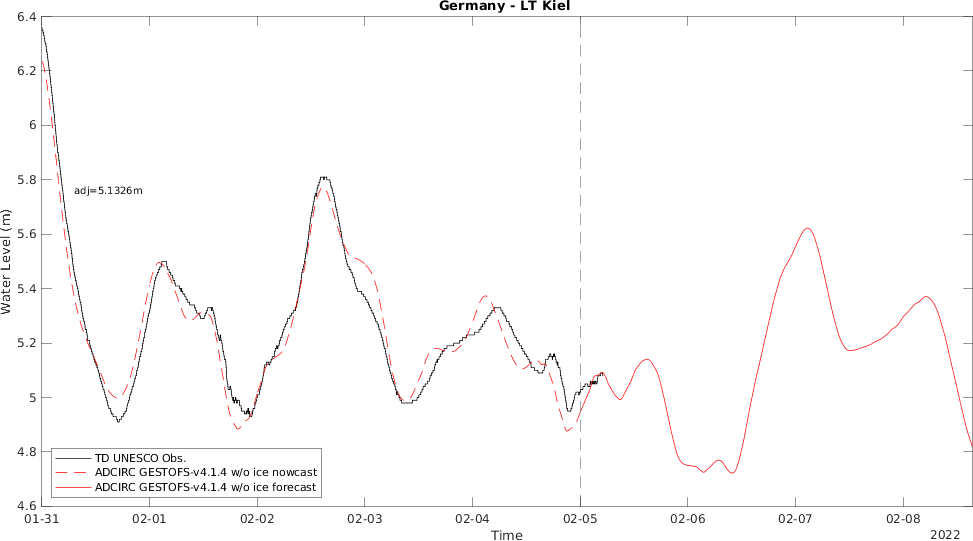 Germany - LT Kiel
6.4
6.2
6
5.8
5.6
5.4
5.2
5
4.8
4.6
Water Level (m)
adj=5.1326m
TD UNESCO Obs.
ADCIRC GESTOFS-v4.1.4 w/o ice nowcast
ADCIRC GESTOFS-v4.1.4 w/o ice forecast
01-31 02-01 02-02 02-03 02-04 02-05 02-06 02-07 02-08
Time
2022